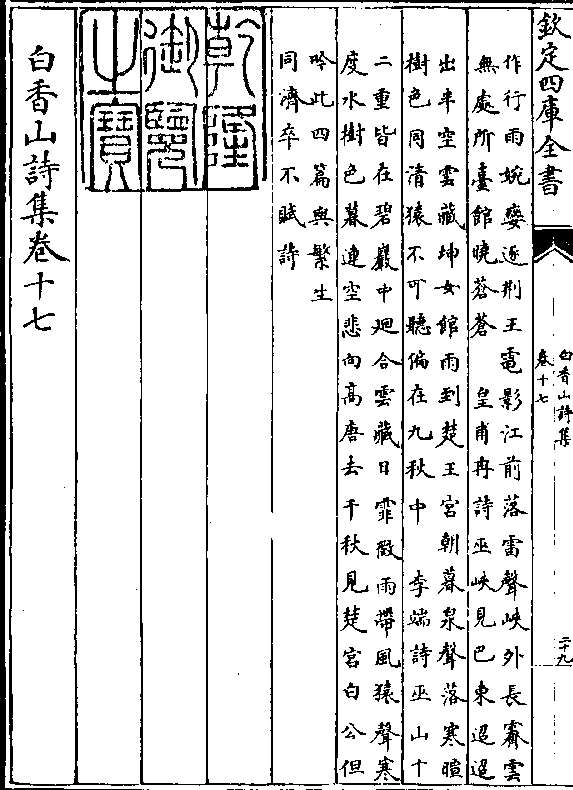 欽定四庫全書
白香山詩集
卷十七
二十九
作行雨婉孌逐荆王電影江前落雷聲峽外長霽雲
無處所臺館曉蒼蒼　皇甫冉詩巫峽見巴東迢迢
出半空雲藏神女館雨到楚王宮朝暮泉聲落寒暄
樹色同清猿不可聽偏在九秋中　李端詩巫山十
二重皆在碧巖中廻合雲藏日霏微雨帶風猿聲寒
度水樹色暮連空悲向高唐去千秋見楚宮白公但
吟此四篇與繁生
同濟卒不賦詩
乾隆
御覽
之寶
白香山詩集卷十七